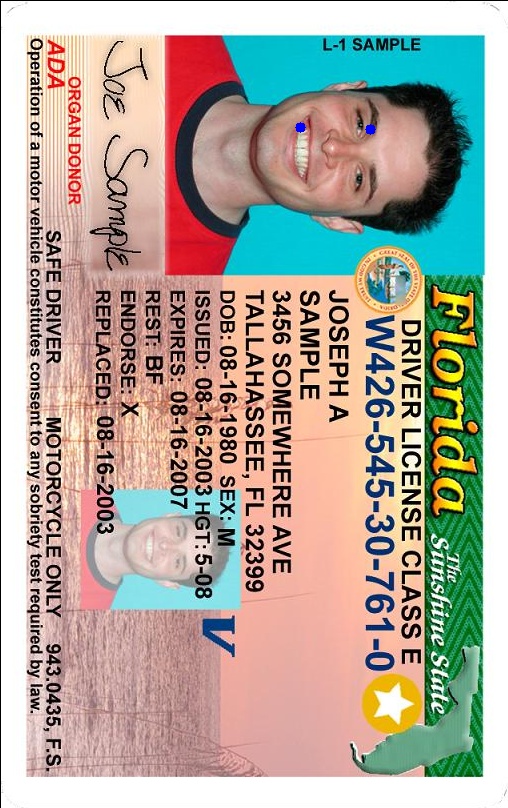 L-1 SAMPLE
Florida
The
Sunshine State
DRIVER LICENSE CLASS E
W426-545-30-761-0
JOSEPH A
SAMPLE
3456 SOMEWHERE AVE
TALLAHASSEE, FL 32399
DOB: 08-16-1980 SEX: M
ISSUED: 08-16-2003 HGT: 5-08
EXPIRES: 08-16-2007
REST: BF
ENDORSE: X
REPLACED: 08-16-2003
V
Joe Sample
ORGAN DONOR
ADA
SAFE DRIVER MOTORCYCLE ONLY 943.0435, F.S.
Operation of a motor vehicle constitutes consent to any sobriety test required by law.